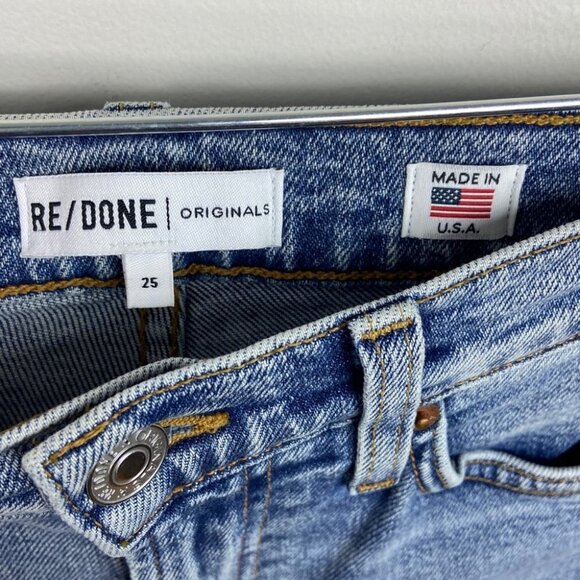 RE/DONE | ORIGINALS
25
MADE IN
U.S.A.